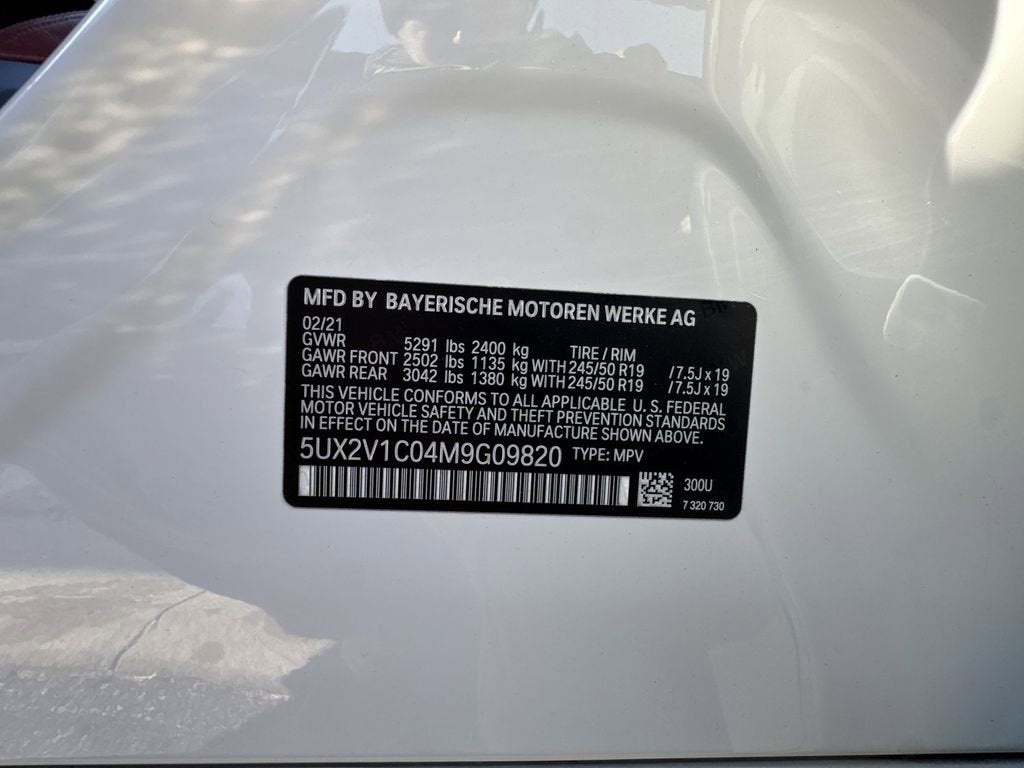 MFD BY BAYERISCHE MOTOREN WERKE AG
02/21
GVWR 5291 lbs 2400 kg TIRE / RIM
GAWR FRONT 2502 lbs 1135 kg WITH 245/50 R19 /7.5J x 19
GAWR REAR 3042 lbs 1380 kg WITH 245/50 R19 /7.5J x 19
THIS VEHICLE CONFORMS TO ALL APPLICABLE U. S. FEDERAL
MOTOR VEHICLE SAFETY AND THEFT PREVENTION STANDARDS
IN EFFECT ON THE DATE OF MANUFACTURE SHOWN ABOVE.
5UX2V1C04M9G09820 TYPE: MPV
300U
7 320 730